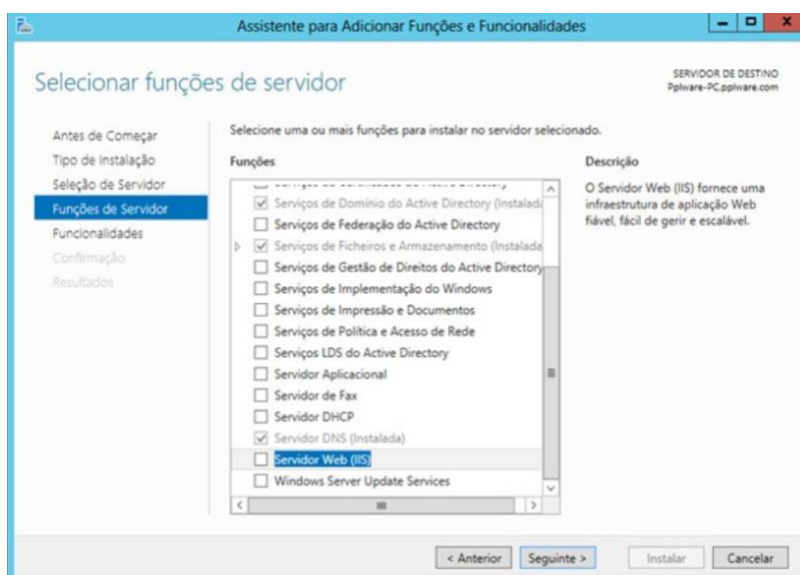 Assistente para Adicionar Funções e Funcionalidades
Selecionar funções de servidor
SERVIDOR DE DESTINO
Pplware-PC.pplware.com
Antes de Começar
Tipo de Instalação
Seleção de Servidor
Funções de Servidor
Funcionalidades
Confirmação
Resultados
Selecione uma ou mais funções para instalar no servidor selecionado.
Funções
Serviços de Domínio do Active Directory (Instalad
Serviços de Federação do Active Directory
Serviços de Ficheiros e Armazenamento (Instalada
Serviços de Gestão de Direitos do Active Directory
Serviços de Implementação do Windows
Serviços de Impressão e Documentos
Serviços de Política e Acesso de Rede
Serviços LDS do Active Directory
Servidor Aplicacional
Servidor de Fax
Servidor DHCP
Servidor DNS (Instalada)
Servidor Web (IIS)
Windows Server Update Services
Descrição
O Servidor Web (IIS) fornece uma
infraestrutura de aplicação Web
fiável, fácil de gerir e escalável.
< Anterior
Seguinte >
Instalar
Cancelar